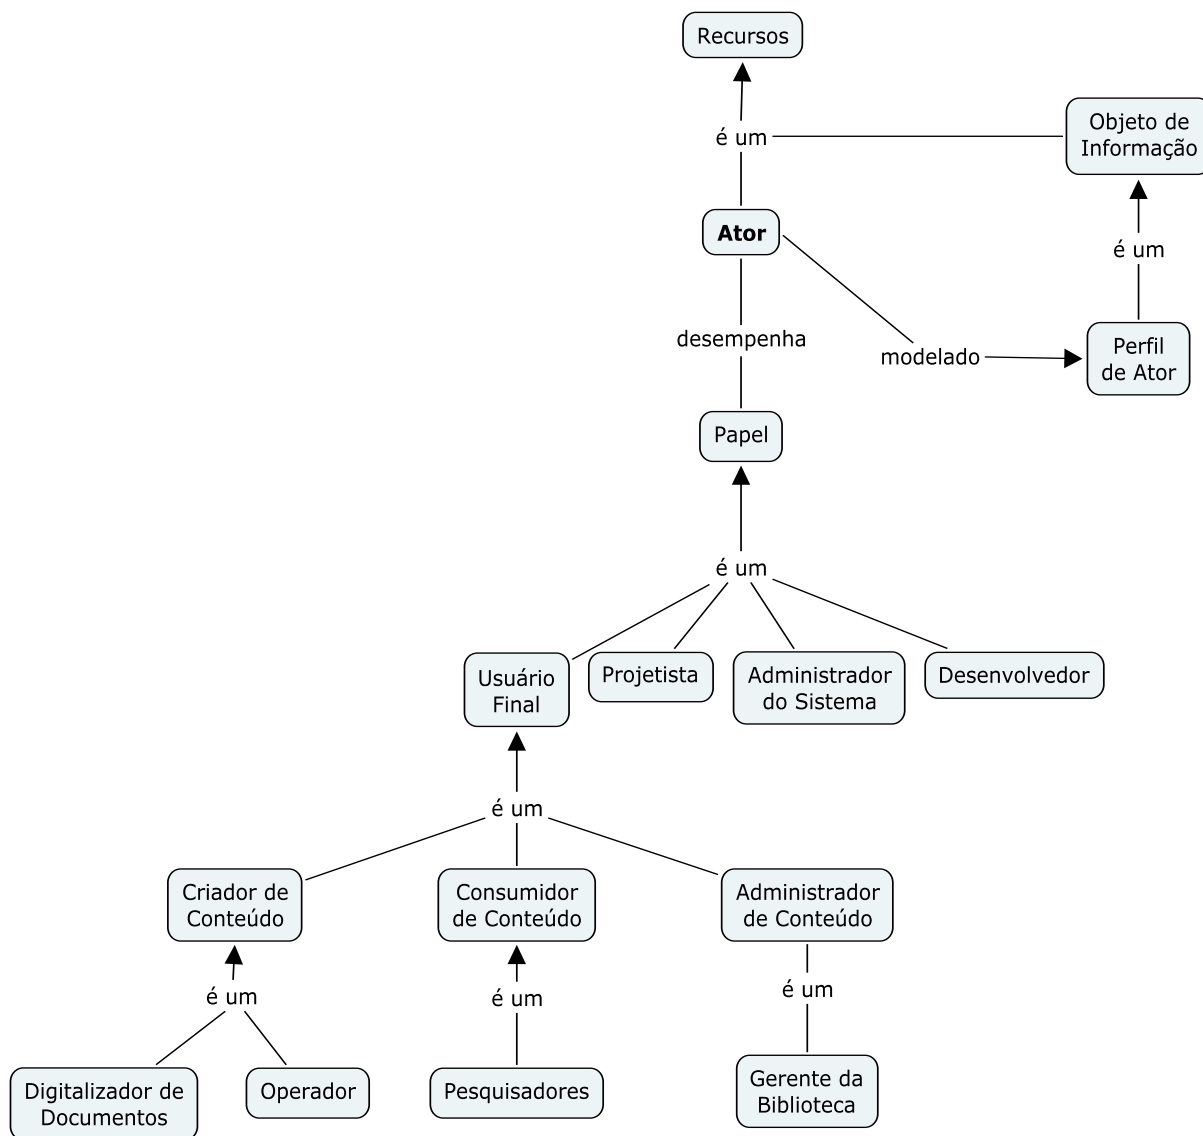 Recursos
é um
Objeto de
Informação
Ator
é um
desempenha
modelado
Perfil
de Ator
Papel
é um
Usuário
Final
Projetista
Administrador
do Sistema
Desenvolvedor
é um
Criador de
Conteúdo
Consumidor
de Conteúdo
Administrador
de Conteúdo
é um
é um
é um
Digitalizador de
Documentos
Operador
Pesquisadores
Gerente da
Biblioteca